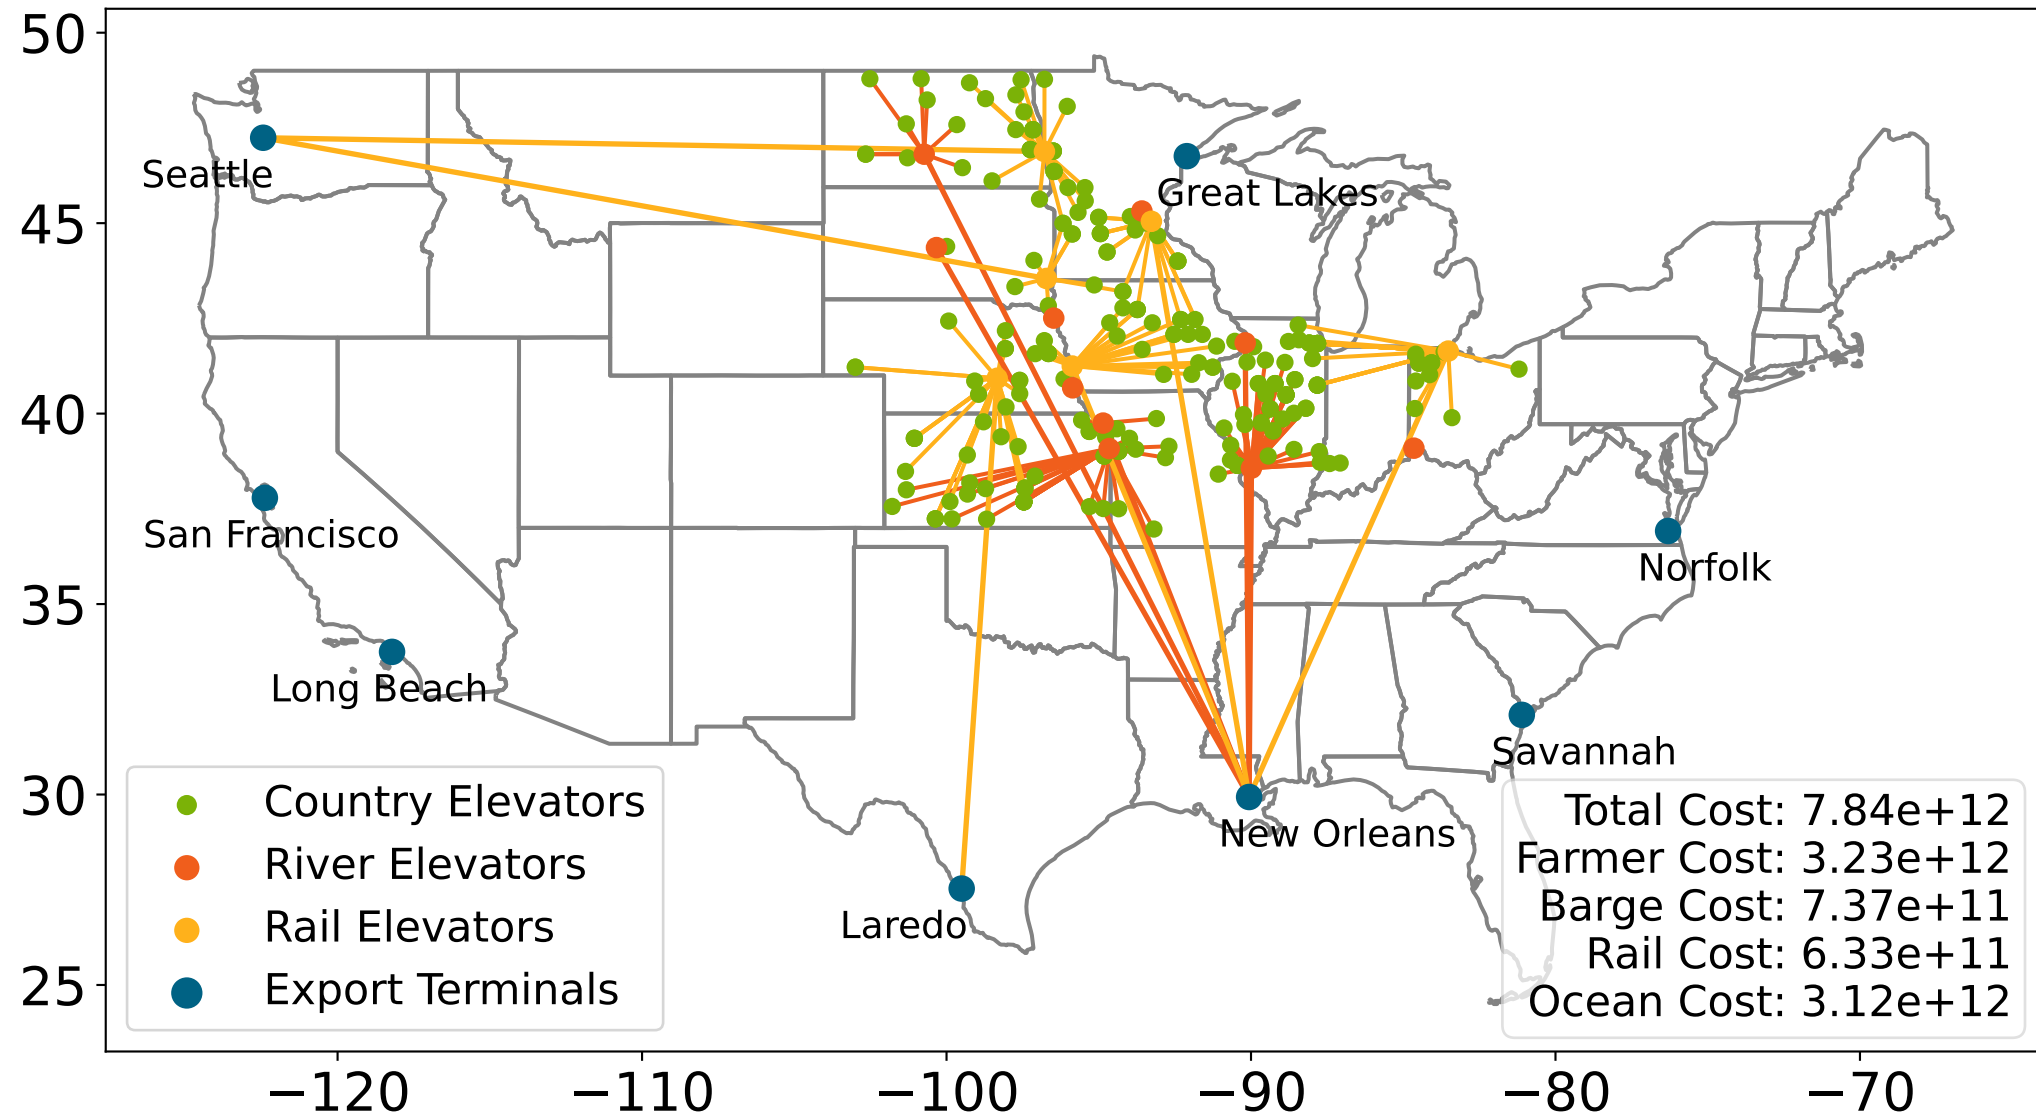 50
45
40
35
30
25
Seattle
Great Lakes
San Francisco
Norfolk
Long Beach
Savannah
New Orleans
Laredo
Country Elevators
River Elevators
Rail Elevators
Export Terminals
Total Cost: 7.84e+12
Farmer Cost: 3.23e+12
Barge Cost: 7.37e+11
Rail Cost: 6.33e+11
Ocean Cost: 3.12e+12
−120 −110 −100 −90 −80 −70